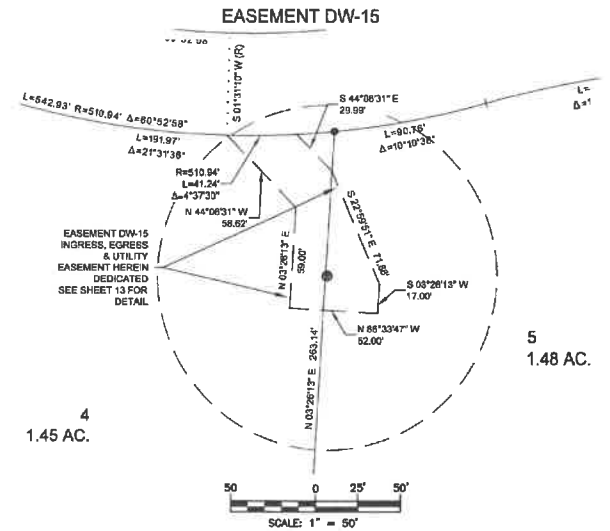 EASEMENT DW-15
S 01°31'10" W (R)
L=542.93' R=510.94' Δ=60°52'58"
S 44°08'31" E
29.99'
L=
Δ=1
L=191.97'
Δ=21°31'36"
L=90.76'
Δ=10°10'36"
R=510.94'
L=41.24'
Δ=4°37'30"
N 44°08'31" W
58.62'
EASEMENT DW-15
INGRESS, EGRESS
& UTILITY
EASEMENT HEREIN
DEDICATED
SEE SHEET 13 FOR
DETAIL
N 03°26'13" E
59.00'
S 22°59'51" E 71.88'
S 03°26'13" W
17.00'
N 86°33'47" W
52.00'
N 03°26'13" E 263.14'
5
1.48 AC.
4
1.45 AC.
50 0 25' 50'
SCALE: 1" = 50'